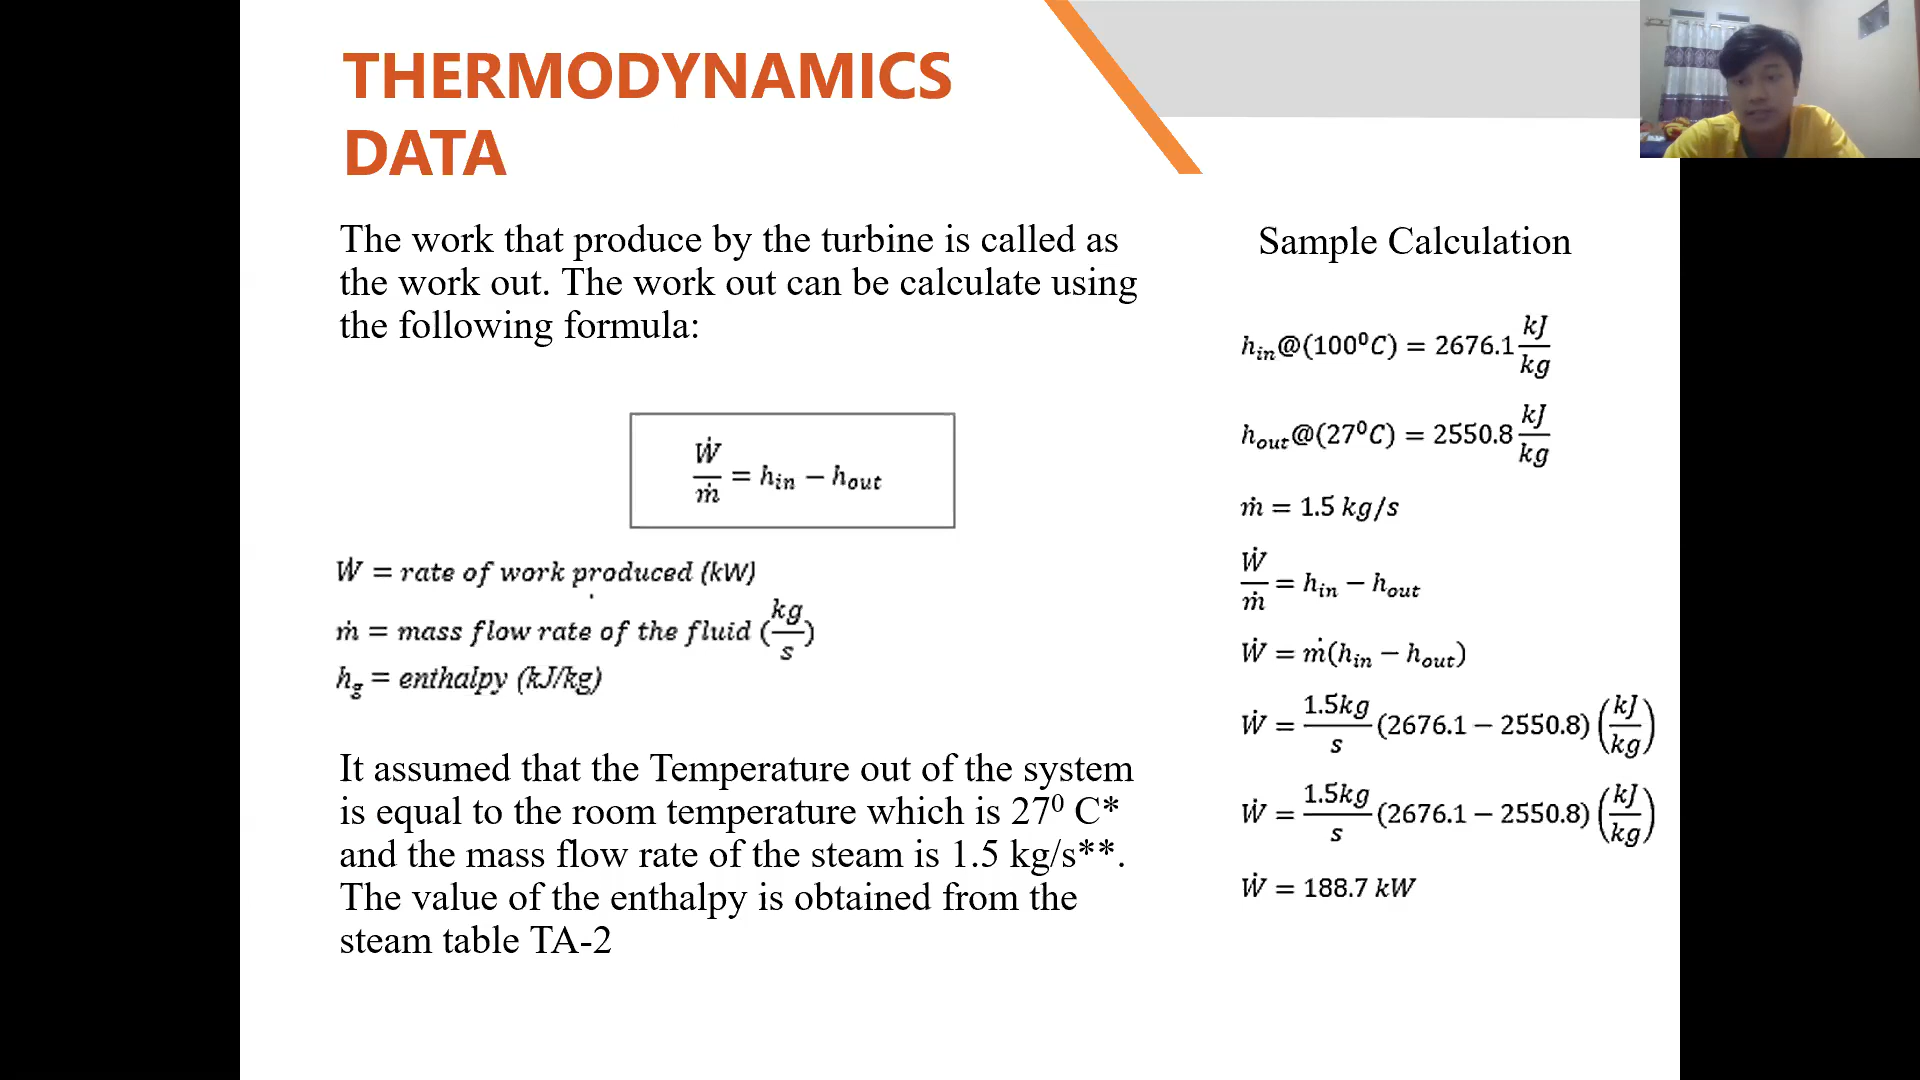 THERMODYNAMICS
DATA
The work that produce by the turbine is called as
the work out. The work out can be calculate using
the following formula:
Ẇ/ṁ = h_in − h_out
Ẇ = rate of work produced (kW)
ṁ = mass flow rate of the fluid (kg/s)
h_g = enthalpy (kJ/kg)
It assumed that the Temperature out of the system
is equal to the room temperature which is 27⁰ C*
and the mass flow rate of the steam is 1.5 kg/s**.
The value of the enthalpy is obtained from the
steam table TA-2
Sample Calculation
h_in@(100⁰C) = 2676.1 kJ/kg
h_out@(27⁰C) = 2550.8 kJ/kg
ṁ = 1.5 kg/s
Ẇ/ṁ = h_in − h_out
Ẇ = ṁ(h_in − h_out)
Ẇ = 1.5kg/s (2676.1 − 2550.8) (kJ/kg)
Ẇ = 1.5kg/s (2676.1 − 2550.8) (kJ/kg)
Ẇ = 188.7 kW